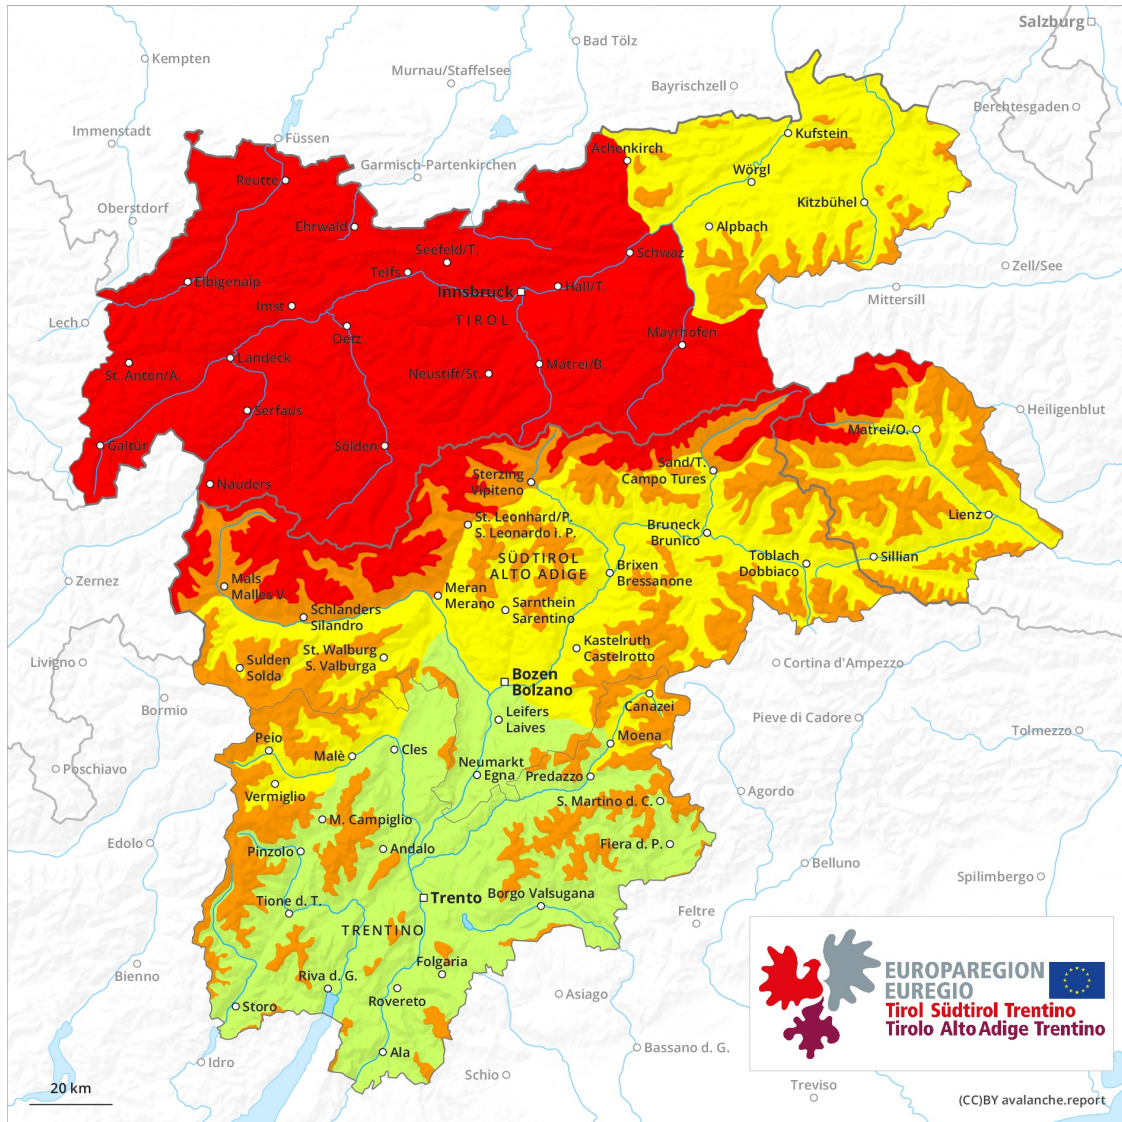 Salzburg
Bad Tölz
Kempten
Murnau/Staffelsee
Bayrischzell
Berchtesgaden
Immenstadt
Füssen
Kufstein
Achenkirch
Garmisch-Partenkirchen
Wörgl
Reutte
Oberstdorf
Kitzbühel
Ehrwald
Alpbach
Seefeld/T.
Schwaz
Zell/See
Telfs
Elbigenalp
Innsbruck
Hall/T.
Mittersill
Imst
TIROL
Lech
Oetz
Mayrhofen
Landeck
Matrei/B.
St. Anton/A.
Neustift/St.
Serfaus
Heiligenblut
Matrei/O.
Galtür
Sölden
Sand/T.
Campo Tures
Sterzing
Vipiteno
Nauders
St. Leonhard/P.
S. Leonardo i. P.
Lienz
Bruneck
Brunico
SÜDTIROL
ALTO ADIGE
Toblach
Dobbiaco
Sillian
Brixen
Bressanone
Zernez
Mals
Malles V.
Meran
Merano
Schlanders
Silandro
Sarnthein
Sarentino
Kastelruth
Castelrotto
St. Walburg
S. Valburga
Livigno
Sulden
Solda
Cortina d'Ampezzo
Bozen
Bolzano
Bormio
Canazei
Leifers
Laives
Pieve di Cadore
Tolmezzo
Peio
Moena
Cles
Malè
Neumarkt
Egna
Poschiavo
Predazzo
Vermiglio
Agordo
S. Martino d. C.
M. Campiglio
Edolo
Pinzolo
Andalo
Fiera d. P.
Belluno
Spilimbergo
Trento
Borgo Valsugana
Tione d. T.
Feltre
TRENTINO
Folgaria
Bienno
Riva d. G.
Rovereto
Asiago
Storo
EUROPAREGION
EUREGIO
Tirol Südtirol Trentino
Tirolo Alto Adige Trentino
Ala
Bassano d. G.
Idro
Schio
20 km
Treviso
(CC)BY avalanche.report